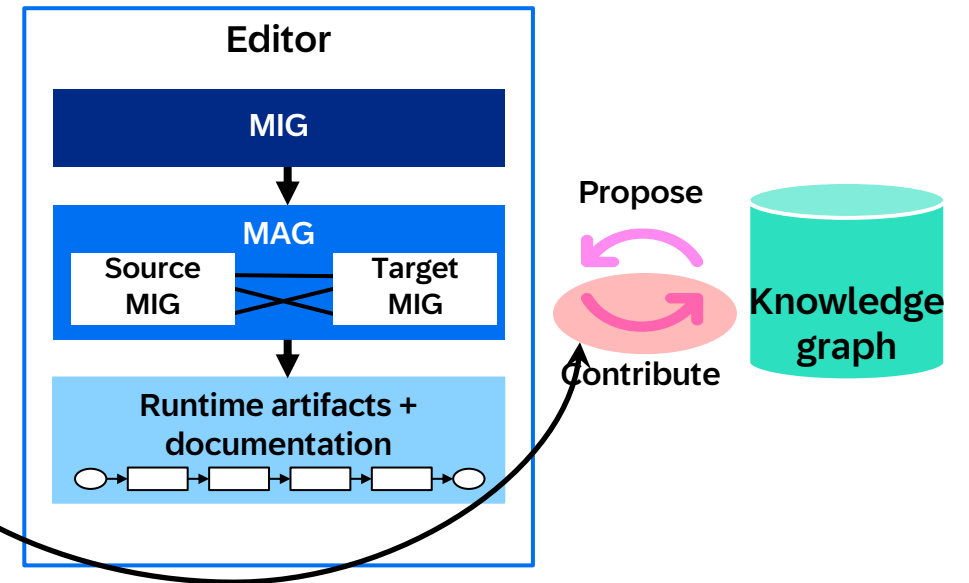 Editor
MIG
MAG
Source
MIG
Target
MIG
Runtime artifacts +
documentation
Propose
Contribute
Knowledge
graph